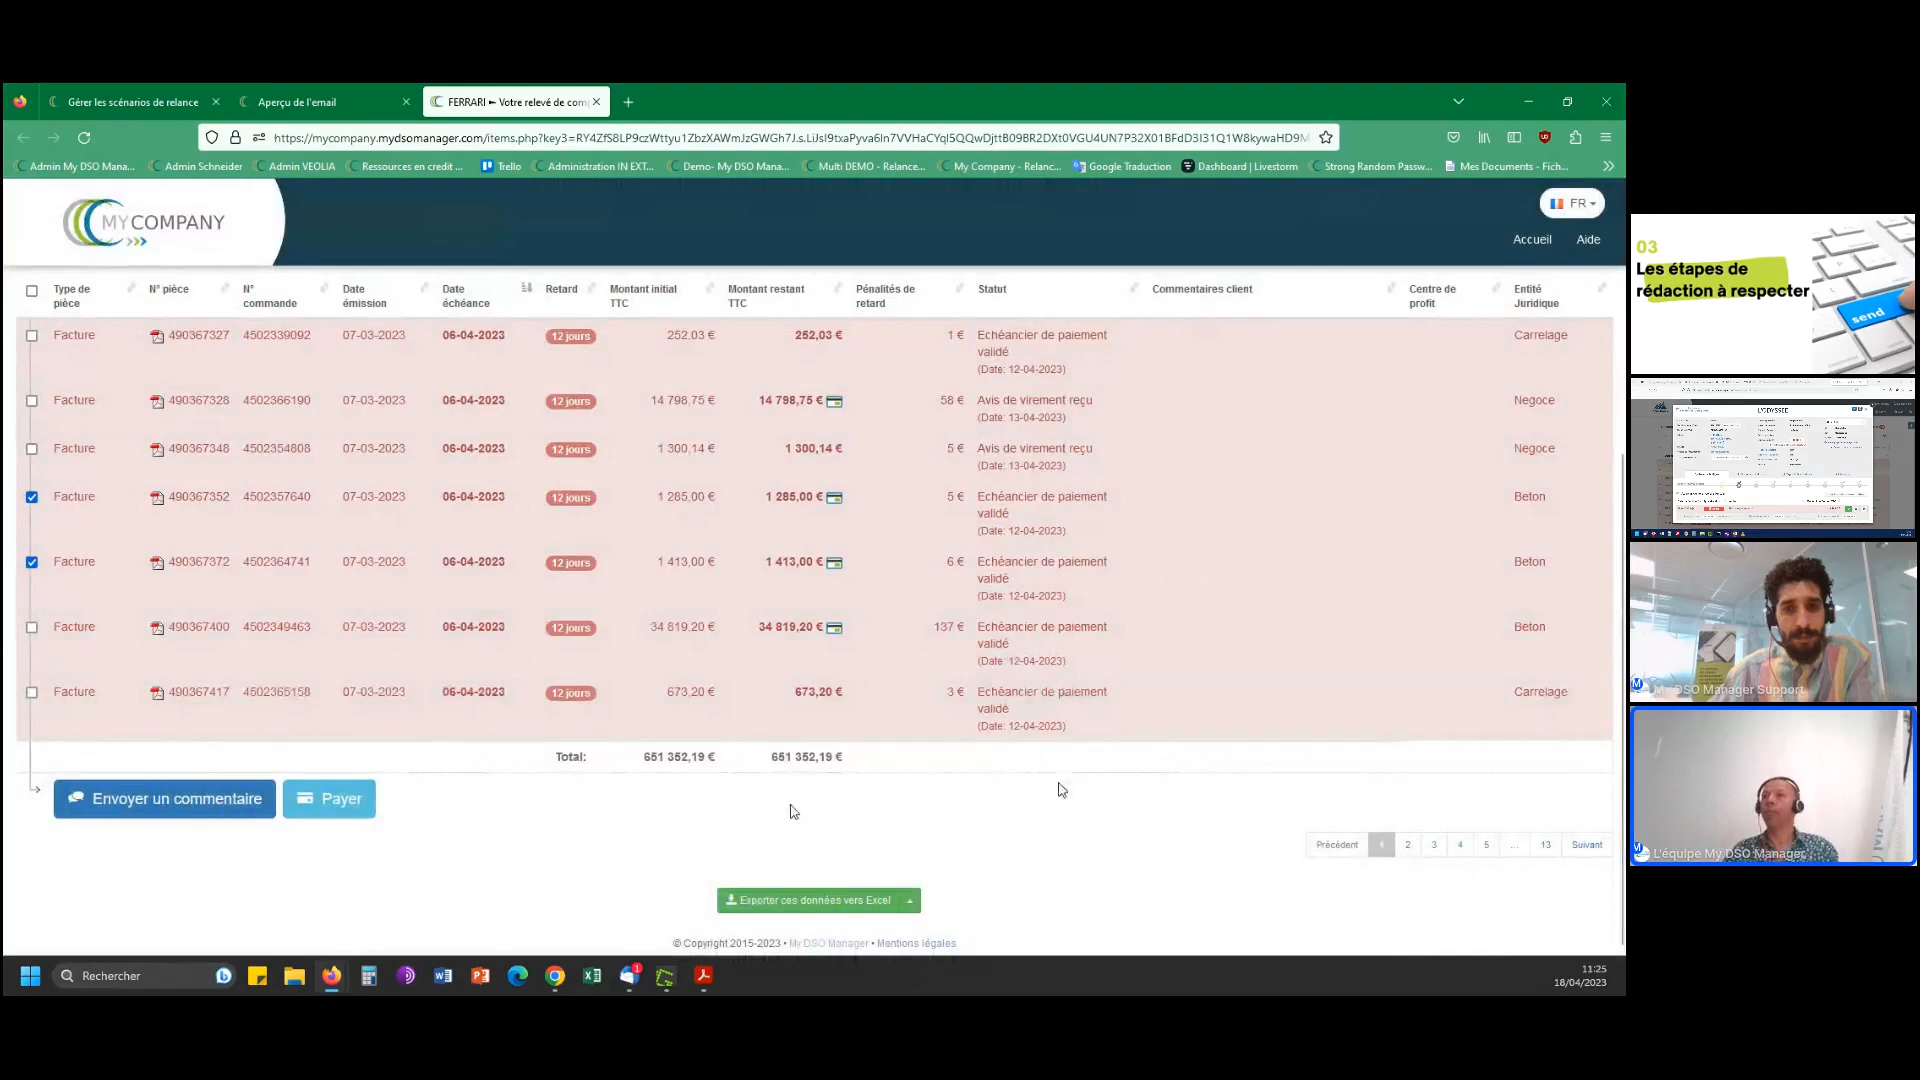 Gérer les scénarios de relance
Aperçu de l'email
FERRARI ► Votre relevé de com
https://mycompany.mydsomanager.com/items.php?key3=
Admin My DSO Mana...
Admin Schneider
Admin VEOLIA
Ressources en credit ...
Trello
Administration IN EXT...
Demo- My DSO Mana...
Multi DEMO - Relance...
My Company - Relanc...
Google Traduction
Dashboard | Livestorm
Strong Random Passw...
Mes Documents - Fich...
MYCOMPANY
FR
Accueil Aide
Type de pièce N° pièce N° commande Date émission Date échéance Retard Montant initial TTC Montant restant TTC Pénalités de retard Statut Commentaires client Centre de profit Entité Juridique
Facture 490367327 4502339092 07-03-2023 06-04-2023 12 jours 252,03 € 252,03 € 1 € Echéancier de paiement validé (Date: 12-04-2023) Carrelage
Facture 490367328 4502366190 07-03-2023 06-04-2023 12 jours 14 798,75 € 14 798,75 € 58 € Avis de virement reçu (Date: 13-04-2023) Negoce
Facture 490367348 4502354808 07-03-2023 06-04-2023 12 jours 1 300,14 € 1 300,14 € 5 € Avis de virement reçu (Date: 13-04-2023) Negoce
Facture 490367352 4502357640 07-03-2023 06-04-2023 12 jours 1 285,00 € 1 285,00 € 5 € Echéancier de paiement validé (Date: 12-04-2023) Beton
Facture 490367372 4502364741 07-03-2023 06-04-2023 12 jours 1 413,00 € 1 413,00 € 6 € Echéancier de paiement validé (Date: 12-04-2023) Beton
Facture 490367400 4502349463 07-03-2023 06-04-2023 12 jours 34 819,20 € 34 819,20 € 137 € Echéancier de paiement validé (Date: 12-04-2023) Beton
Facture 490367417 4502365158 07-03-2023 06-04-2023 12 jours 673,20 € 673,20 € 3 € Echéancier de paiement validé (Date: 12-04-2023) Carrelage
Total: 651 352,19 € 651 352,19 €
Envoyer un commentaire
Payer
Précédent 1 2 3 4 5 ... 13 Suivant
Exporter ces données vers Excel
© Copyright 2015-2023 • My DSO Manager • Mentions légales
Rechercher
1
11:25
18/04/2023
03
Les étapes de
rédaction à respecter
send
L'ODYSSEE
My DSO Manager Support
L'équipe My DSO Manager